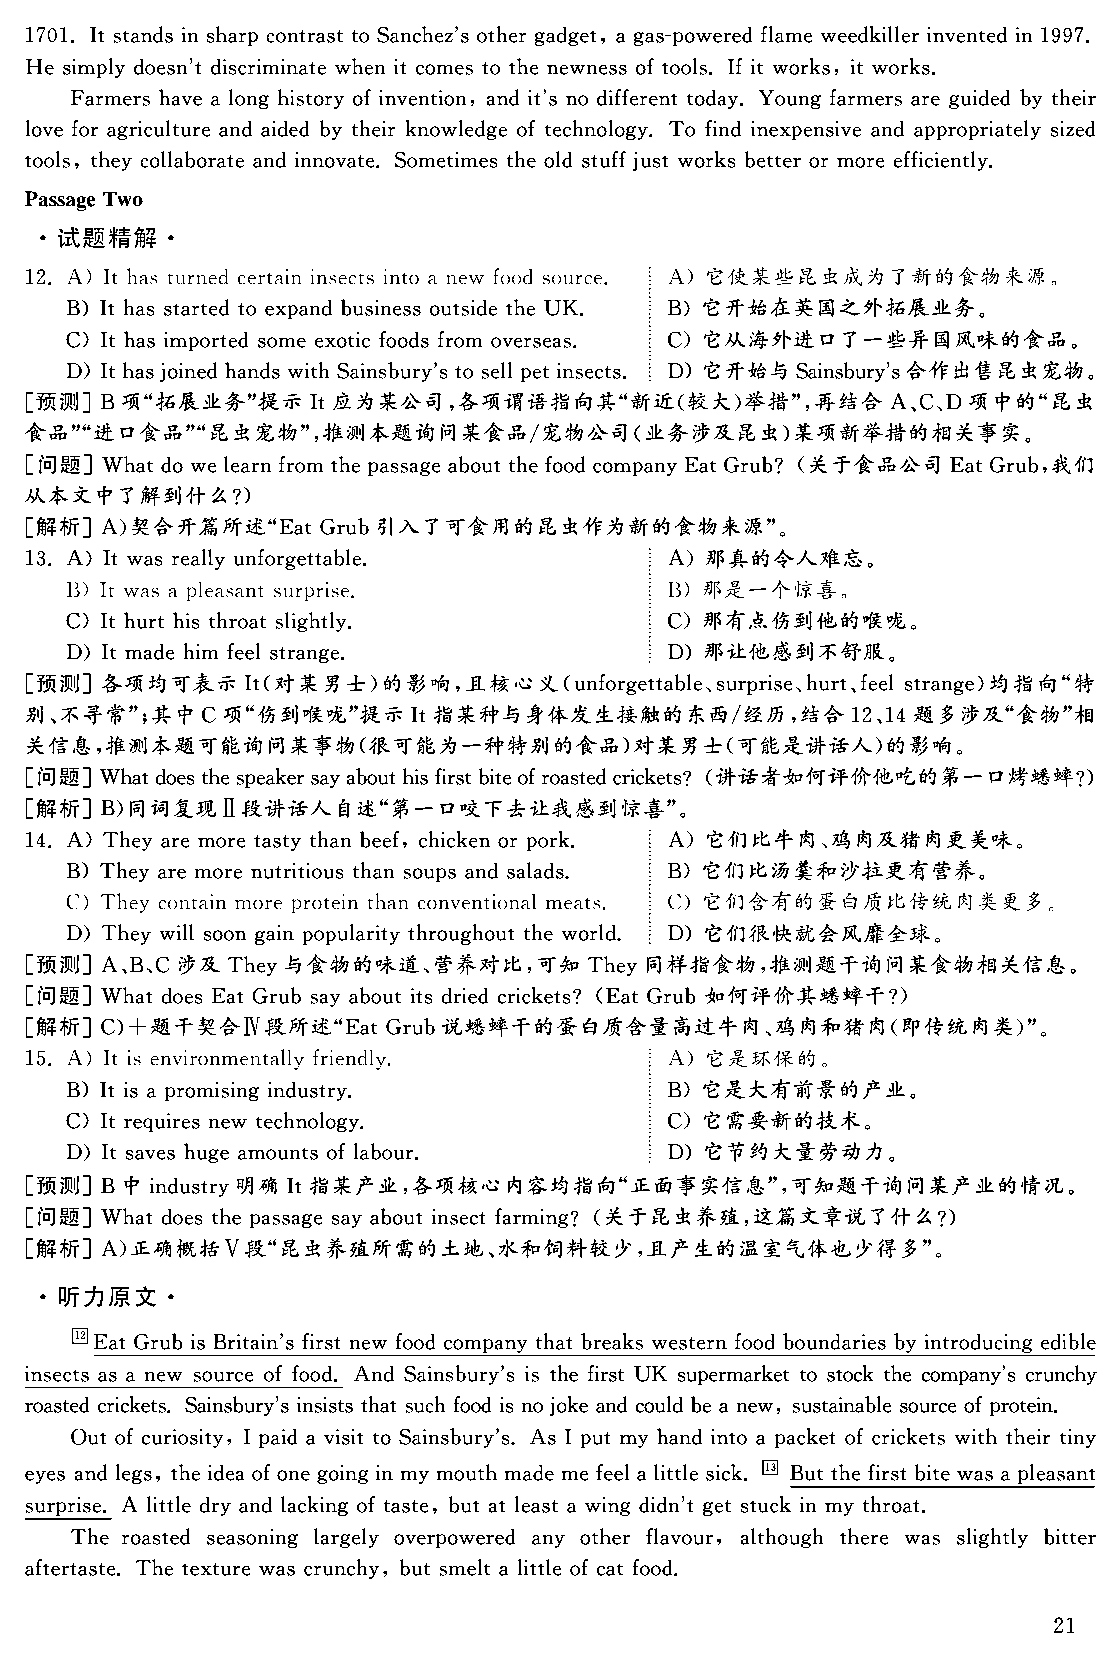 1701. It stands in sharp contrast to Sanchez's other gadget, a gas-powered flame weedkiller invented in 1997.
He simply doesn't discriminate when it comes to the newness of tools. If it works, it works.
Farmers have a long history of invention, and it's no different today. Young farmers are guided by their
love for agriculture and aided by their knowledge of technology. To find inexpensive and appropriately sized
tools, they collaborate and innovate. Sometimes the old stuff just works better or more efficiently.
Passage Two
·试题精解·
12. A) It has turned certain insects into a new food source. A) 它使某些昆虫成为了新的食物来源。
B) It has started to expand business outside the UK. B) 它开始在英国之外拓展业务。
C) It has imported some exotic foods from overseas. C) 它从海外进口了一些异国风味的食品。
D) It has joined hands with Sainsbury's to sell pet insects. D) 它开始与 Sainsbury's 合作出售昆虫宠物。
[预测] B 项“拓展业务”提示 It 应为某公司,各项谓语指向其“新近(较大)举措”,再结合 A、C、D 项中的“昆虫
食品”“进口食品”“昆虫宠物”,推测本题询问某食品/宠物公司(业务涉及昆虫)某项新举措的相关事实。
[问题] What do we learn from the passage about the food company Eat Grub? (关于食品公司 Eat Grub,我们
从本文中了解到什么?)
[解析] A)契合开篇所述“Eat Grub 引入了可食用的昆虫作为新的食物来源”。
13. A) It was really unforgettable. A) 那真的令人难忘。
B) It was a pleasant surprise. B) 那是一个惊喜。
C) It hurt his throat slightly. C) 那有点伤到他的喉咙。
D) It made him feel strange. D) 那让他感到不舒服。
[预测] 各项均可表示 It(对某男士)的影响,且核心义(unforgettable、surprise、hurt、feel strange)均指向“特
别、不寻常”;其中 C 项“伤到喉咙”提示 It 指某种与身体发生接触的东西/经历,结合 12、14 题多涉及“食物”相
关信息,推测本题可能询问某事物(很可能为一种特别的食品)对某男士(可能是讲话人)的影响。
[问题] What does the speaker say about his first bite of roasted crickets? (讲话者如何评价他吃的第一口烤蟋蟀?)
[解析] B)同词复现Ⅱ段讲话人自述“第一口咬下去让我感到惊喜”。
14. A) They are more tasty than beef, chicken or pork. A) 它们比牛肉、鸡肉及猪肉更美味。
B) They are more nutritious than soups and salads. B) 它们比汤羹和沙拉更有营养。
C) They contain more protein than conventional meats. C) 它们含有的蛋白质比传统肉类更多。
D) They will soon gain popularity throughout the world. D) 它们很快就会风靡全球。
[预测] A、B、C 涉及 They 与食物的味道、营养对比,可知 They 同样指食物,推测题干询问某食物相关信息。
[问题] What does Eat Grub say about its dried crickets? (Eat Grub 如何评价其蟋蟀干?)
[解析] C)+题干契合Ⅳ段所述“Eat Grub 说蟋蟀干的蛋白质含量高过牛肉、鸡肉和猪肉(即传统肉类)”。
15. A) It is environmentally friendly. A) 它是环保的。
B) It is a promising industry. B) 它是大有前景的产业。
C) It requires new technology. C) 它需要新的技术。
D) It saves huge amounts of labour. D) 它节约大量劳动力。
[预测] B 中 industry 明确 It 指某产业,各项核心内容均指向“正面事实信息”,可知题干询问某产业的情况。
[问题] What does the passage say about insect farming? (关于昆虫养殖,这篇文章说了什么?)
[解析] A)正确概括Ⅴ段“昆虫养殖所需的土地、水和饲料较少,且产生的温室气体也少得多”。
·听力原文·
12 Eat Grub is Britain's first new food company that breaks western food boundaries by introducing edible
insects as a new source of food. And Sainsbury's is the first UK supermarket to stock the company's crunchy
roasted crickets. Sainsbury's insists that such food is no joke and could be a new, sustainable source of protein.
Out of curiosity, I paid a visit to Sainsbury's. As I put my hand into a packet of crickets with their tiny
eyes and legs, the idea of one going in my mouth made me feel a little sick. 13 But the first bite was a pleasant
surprise. A little dry and lacking of taste, but at least a wing didn't get stuck in my throat.
The roasted seasoning largely overpowered any other flavour, although there was slightly bitter
aftertaste. The texture was crunchy, but smelt a little of cat food.
21